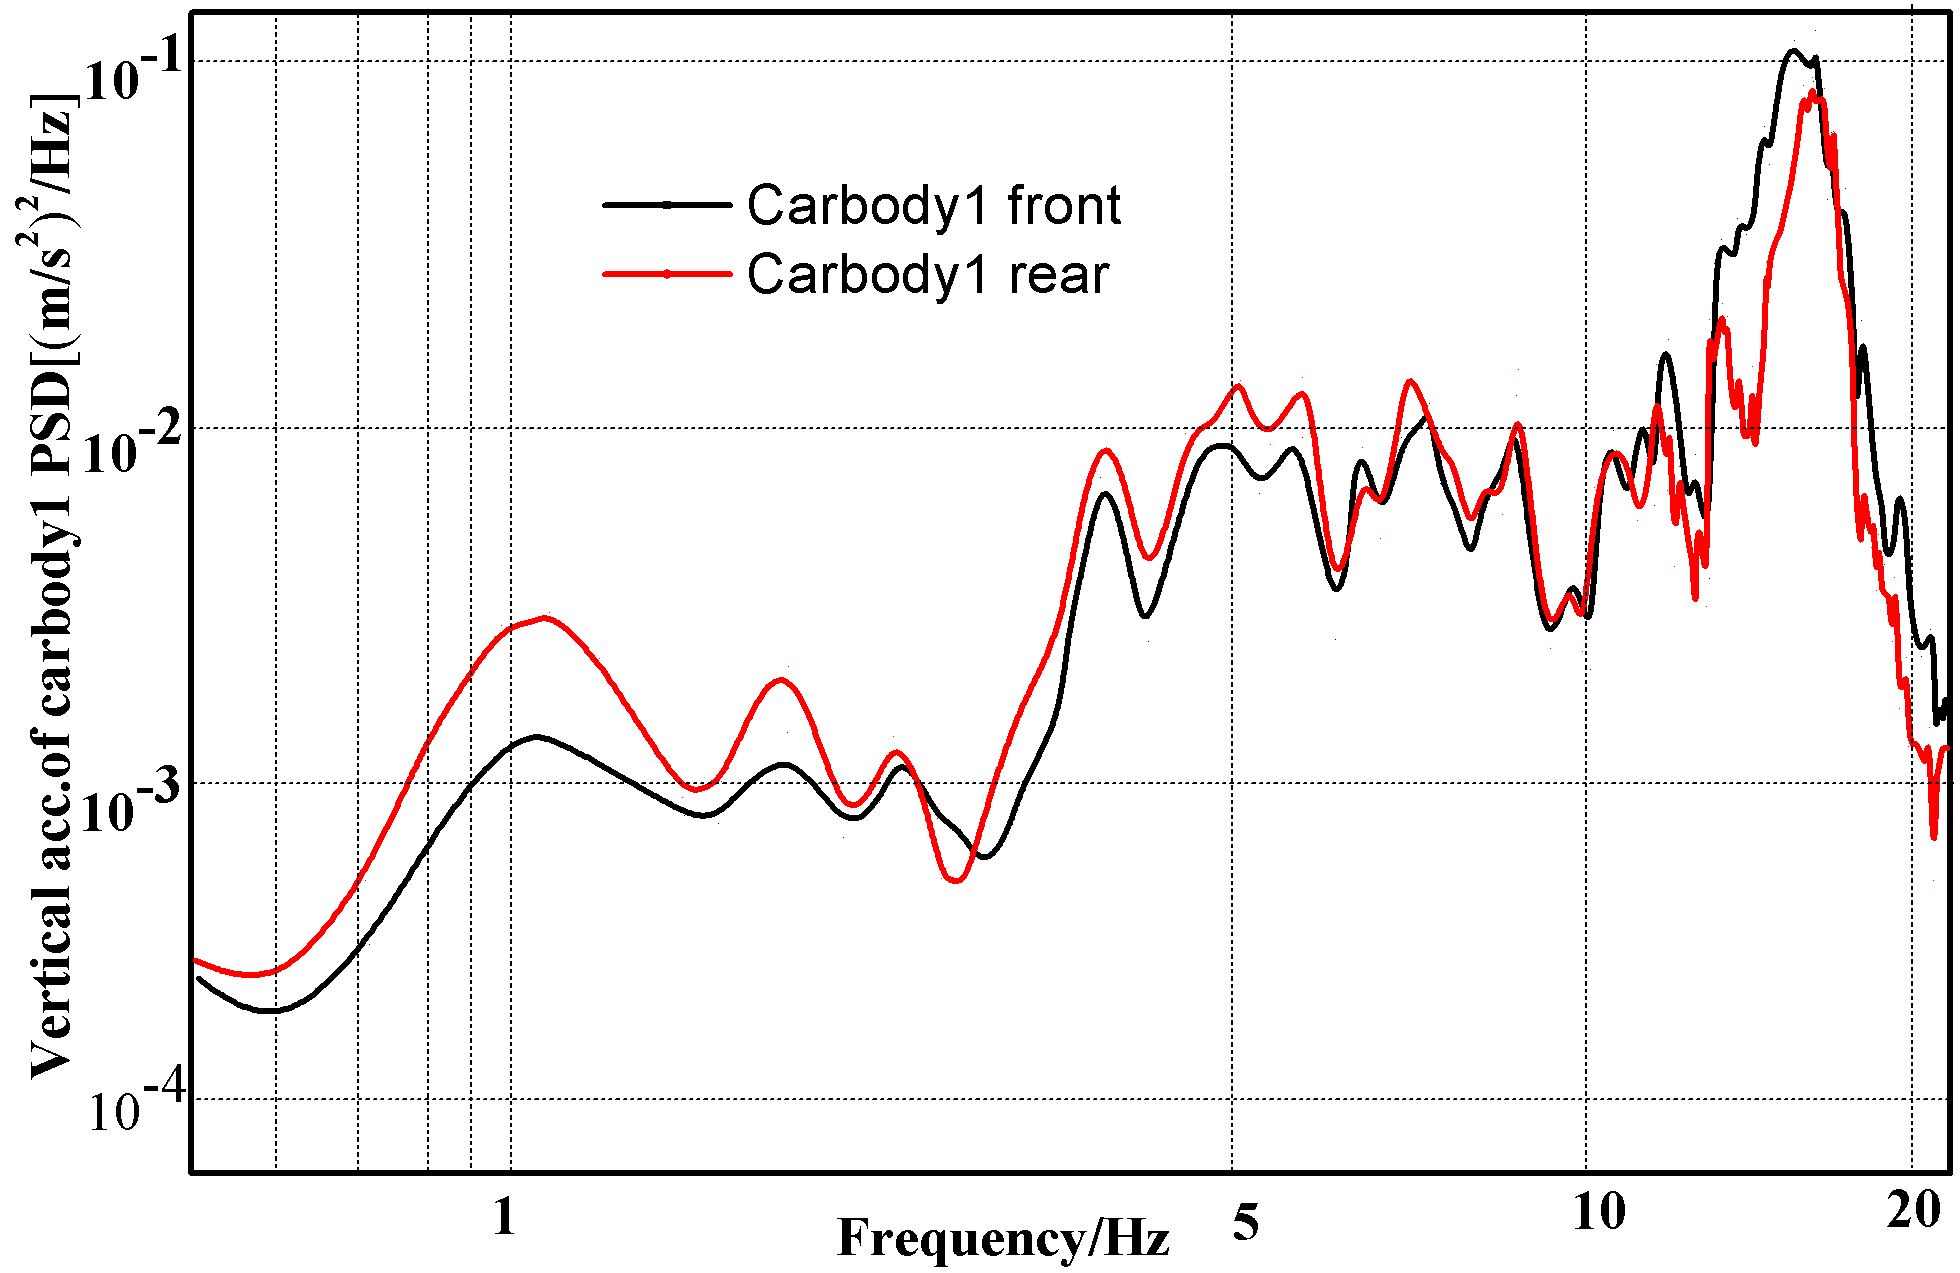 Vertical acc.of carbody1 PSD[(m/s²)²/Hz]
10⁻¹
10⁻²
10⁻³
10⁻⁴
Carbody1 front
Carbody1 rear
1
5
10
20
Frequency/Hz